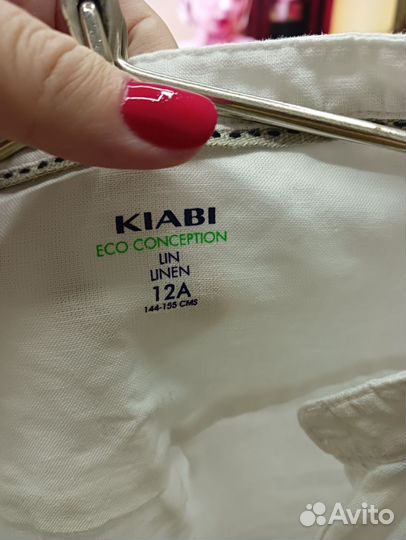 KIABI
ECO CONCEPTION
LIN
LINEN
12A
144-155 CMS
Avito